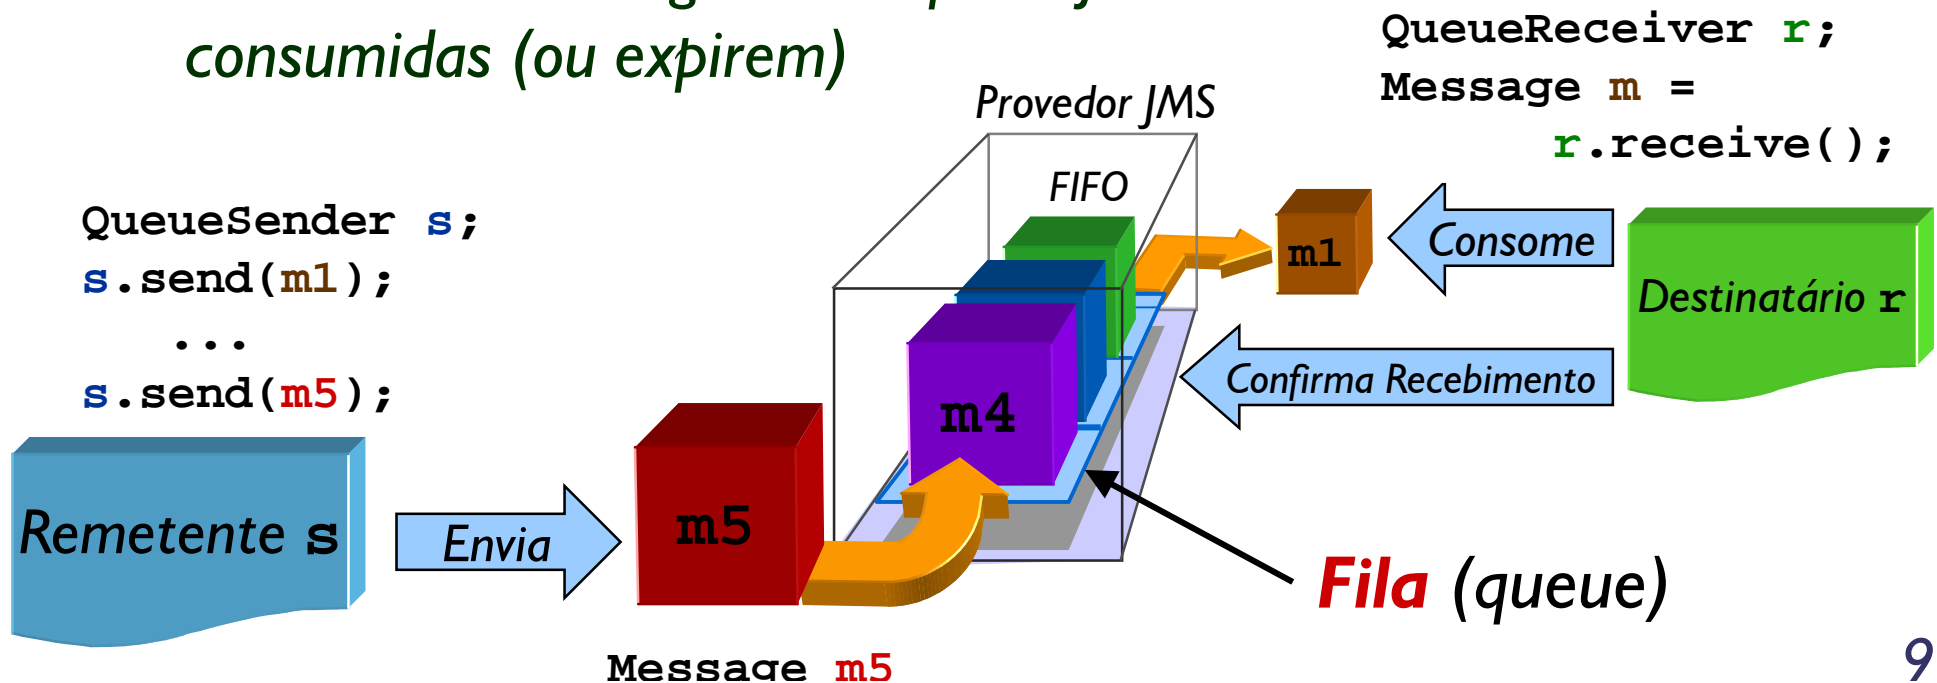 consumidas (ou expirem)
QueueReceiver r;
Message m =
r.receive();
Provedor JMS
FIFO
QueueSender s;
s.send(m1);
...
s.send(m5);
m1
Consome
Destinatário r
Confirma Recebimento
m4
Remetente s
Envia
m5
Fila (queue)
Message m5
9